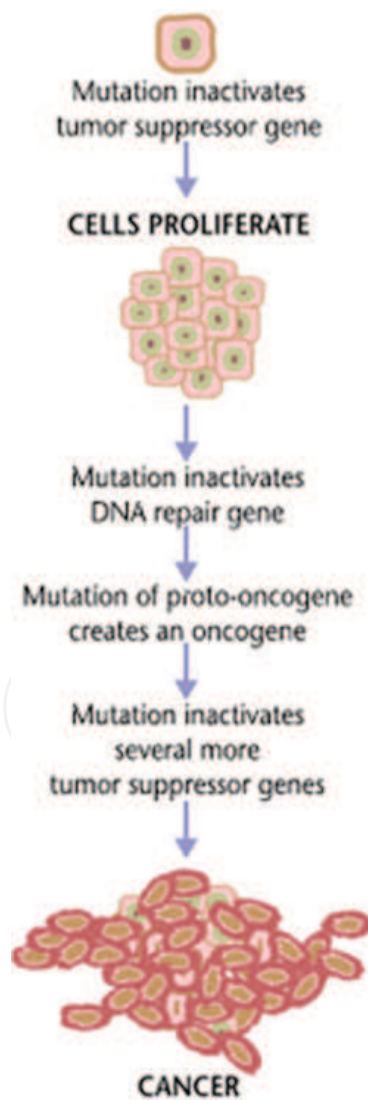 Mutation inactivates
tumor suppressor gene
CELLS PROLIFERATE
Mutation inactivates
DNA repair gene
Mutation of proto-oncogene
creates an oncogene
Mutation inactivates
several more
tumor suppressor genes
CANCER